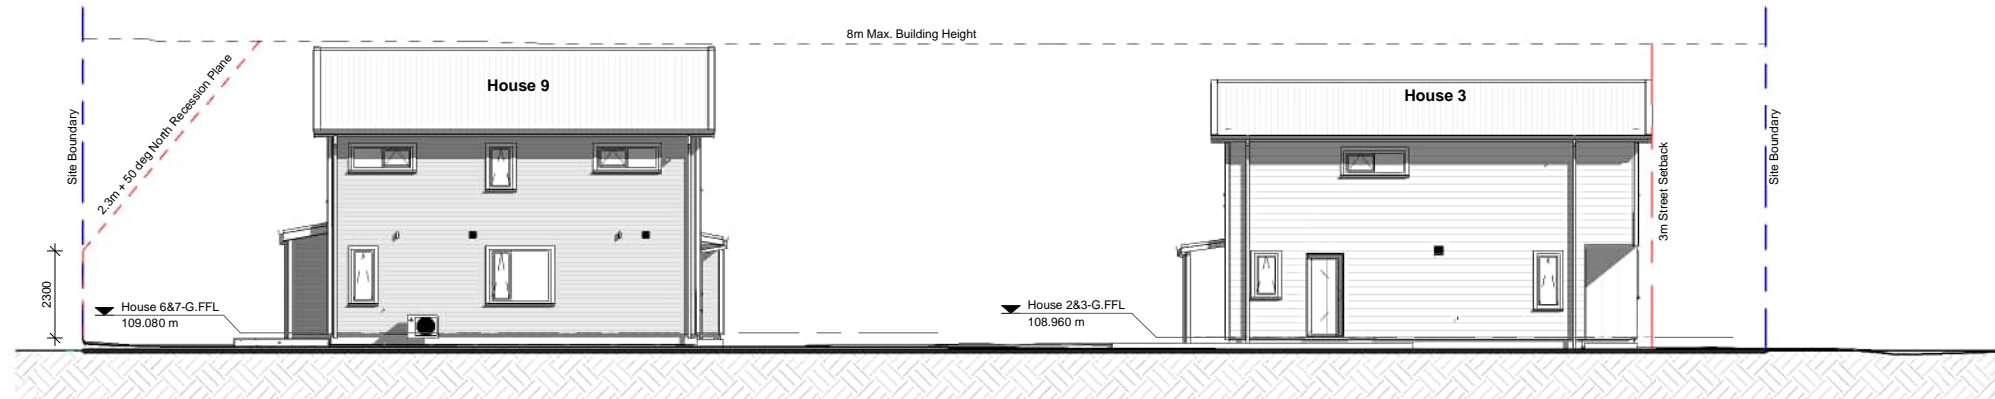 8m Max. Building Height
Site Boundary
2.3m + 50 deg North Recession Plane
House 9
House 3
3m Street Setback
Site Boundary
2300
House 6&7-G.FFL
109.080 m
House 2&3-G.FFL
108.960 m